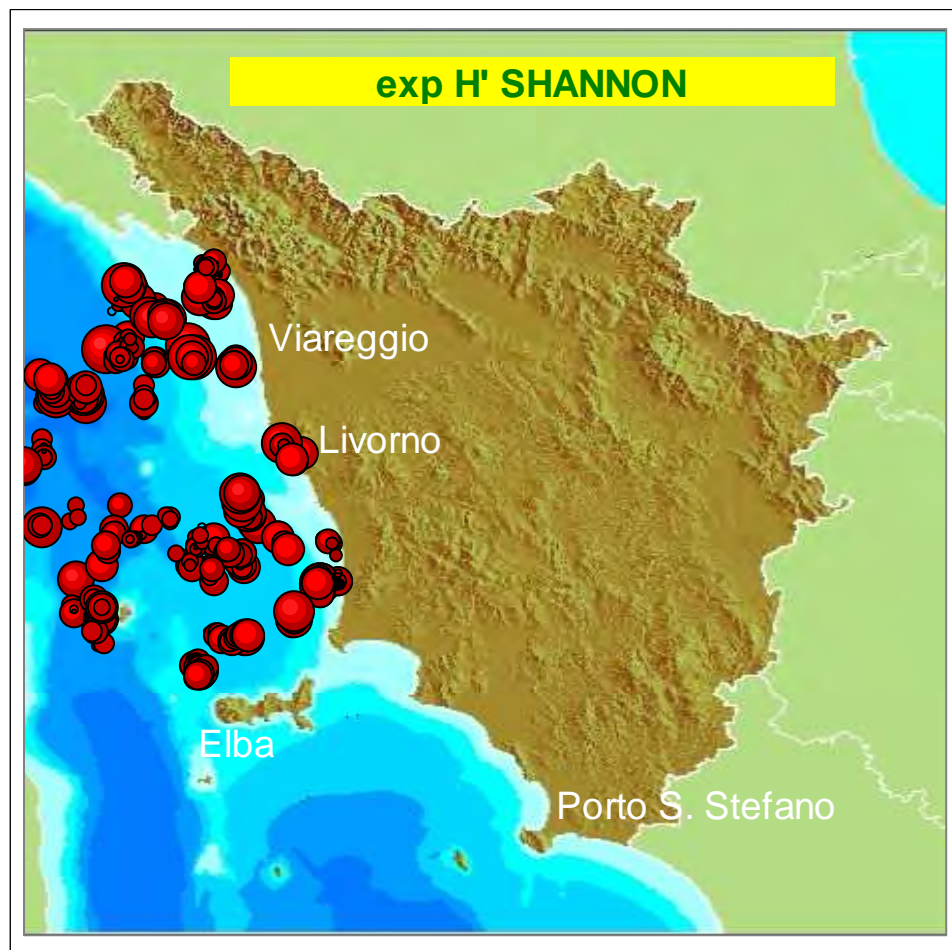 exp H' SHANNON
Viareggio
Livorno
Elba
Porto S. Stefano